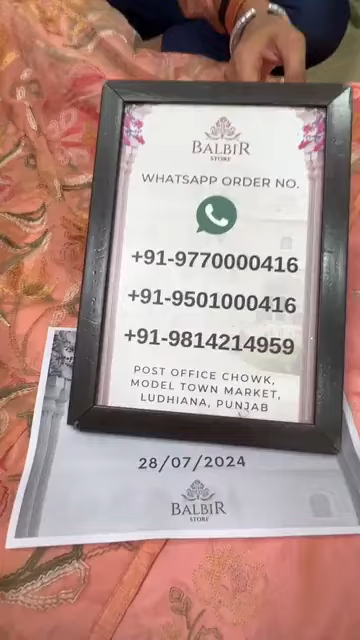 BALBIR
STORE
WHATSAPP ORDER NO.
+91-9770000416
+91-9501000416
+91-9814214959
POST OFFICE CHOWK,
MODEL TOWN MARKET,
LUDHIANA, PUNJAB
28/07/2024
BALBIR
STORE